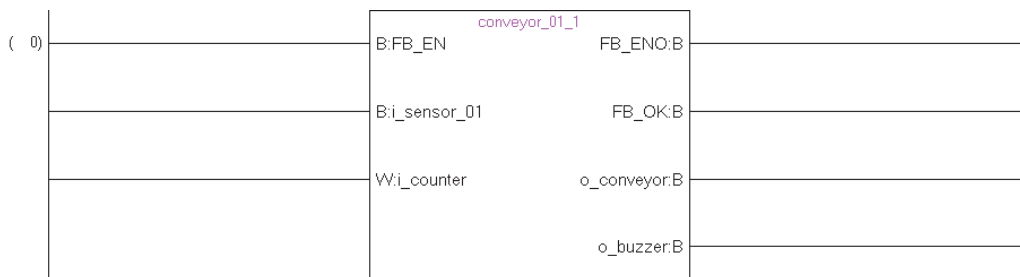 conveyor_01_1
( 0) B:FB_EN FB_ENO:B
B:i_sensor_01 FB_OK:B
W:i_counter o_conveyor:B
o_buzzer:B